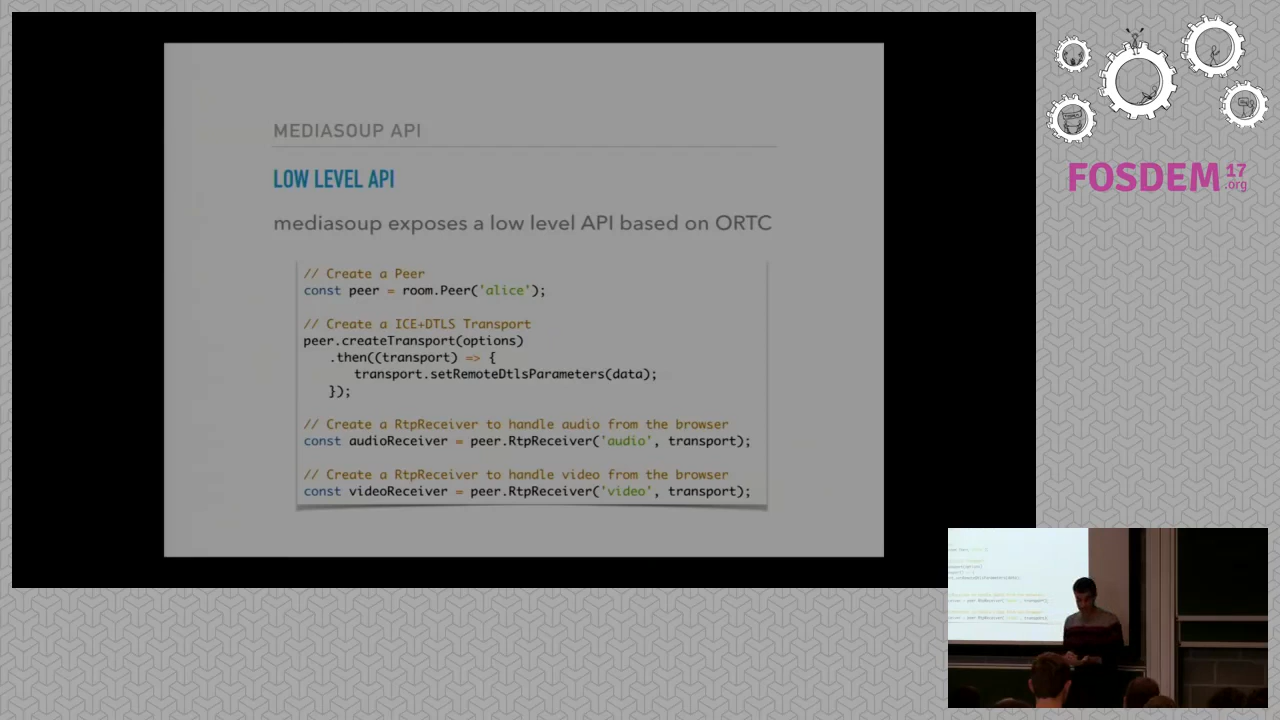 MEDIASOUP API
LOW LEVEL API
mediasoup exposes a low level API based on ORTC
// Create a Peer
const peer = room.Peer('alice');
// Create a ICE+DTLS Transport
peer.createTransport(options)
.then((transport) => {
transport.setRemoteDtlsParameters(data);
});
// Create a RtpReceiver to handle audio from the browser
const audioReceiver = peer.RtpReceiver('audio', transport);
// Create a RtpReceiver to handle video from the browser
const videoReceiver = peer.RtpReceiver('video', transport);
FOSDEM 17
.org